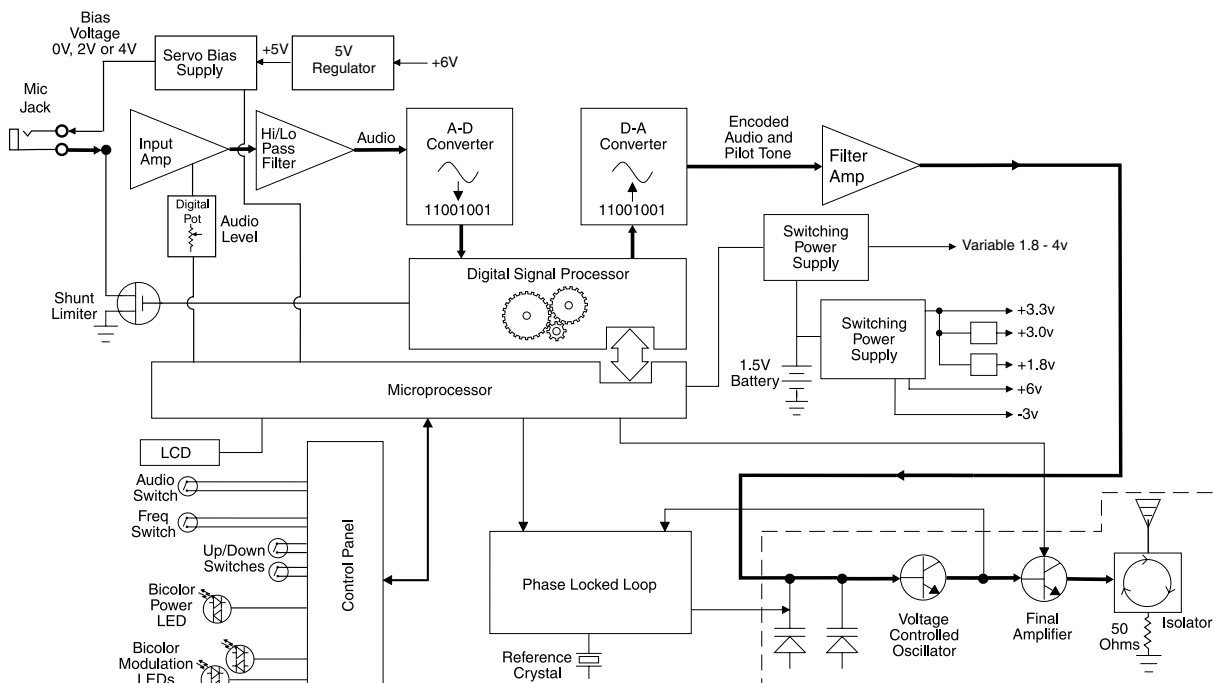 Bias
Voltage
0V, 2V or 4V
Servo Bias
Supply
+5V
5V
Regulator
+6V
Mic
Jack
Input
Amp
Hi/Lo
Pass
Filter
Audio
A-D
Converter
11001001
D-A
Converter
11001001
Encoded
Audio and
Pilot Tone
Filter
Amp
Digital
Pot
Audio
Level
Switching
Power
Supply
Variable 1.8 - 4v
Shunt
Limiter
Digital Signal Processor
Switching
Power
Supply
+3.3v
+3.0v
+1.8v
+6v
-3v
1.5V
Battery
Microprocessor
LCD
Audio
Switch
Freq
Switch
Up/Down
Switches
Bicolor
Power
LED
Bicolor
Modulation
LEDs
Control Panel
Phase Locked Loop
Reference
Crystal
Voltage
Controlled
Oscillator
Final
Amplifier
50
Ohms
Isolator